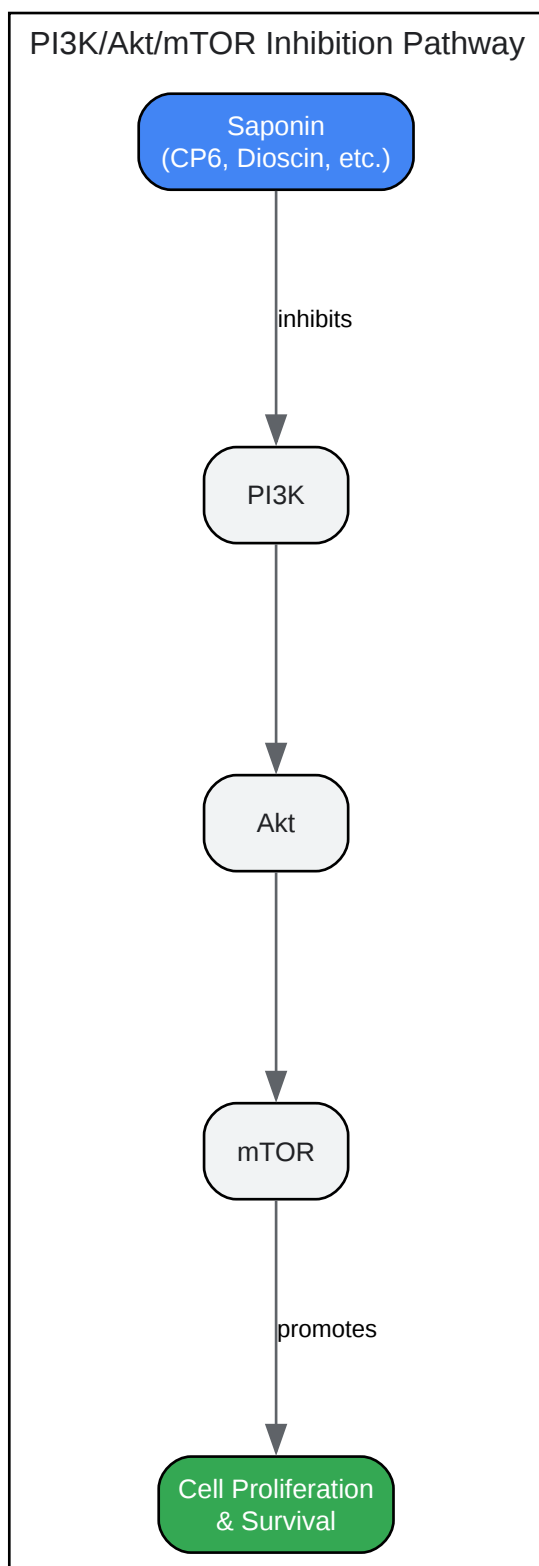 PI3K/Akt/mTOR Inhibition Pathway
Saponin
(CP6, Dioscin, etc.)
inhibits
PI3K
Akt
mTOR
promotes
Cell Proliferation
& Survival